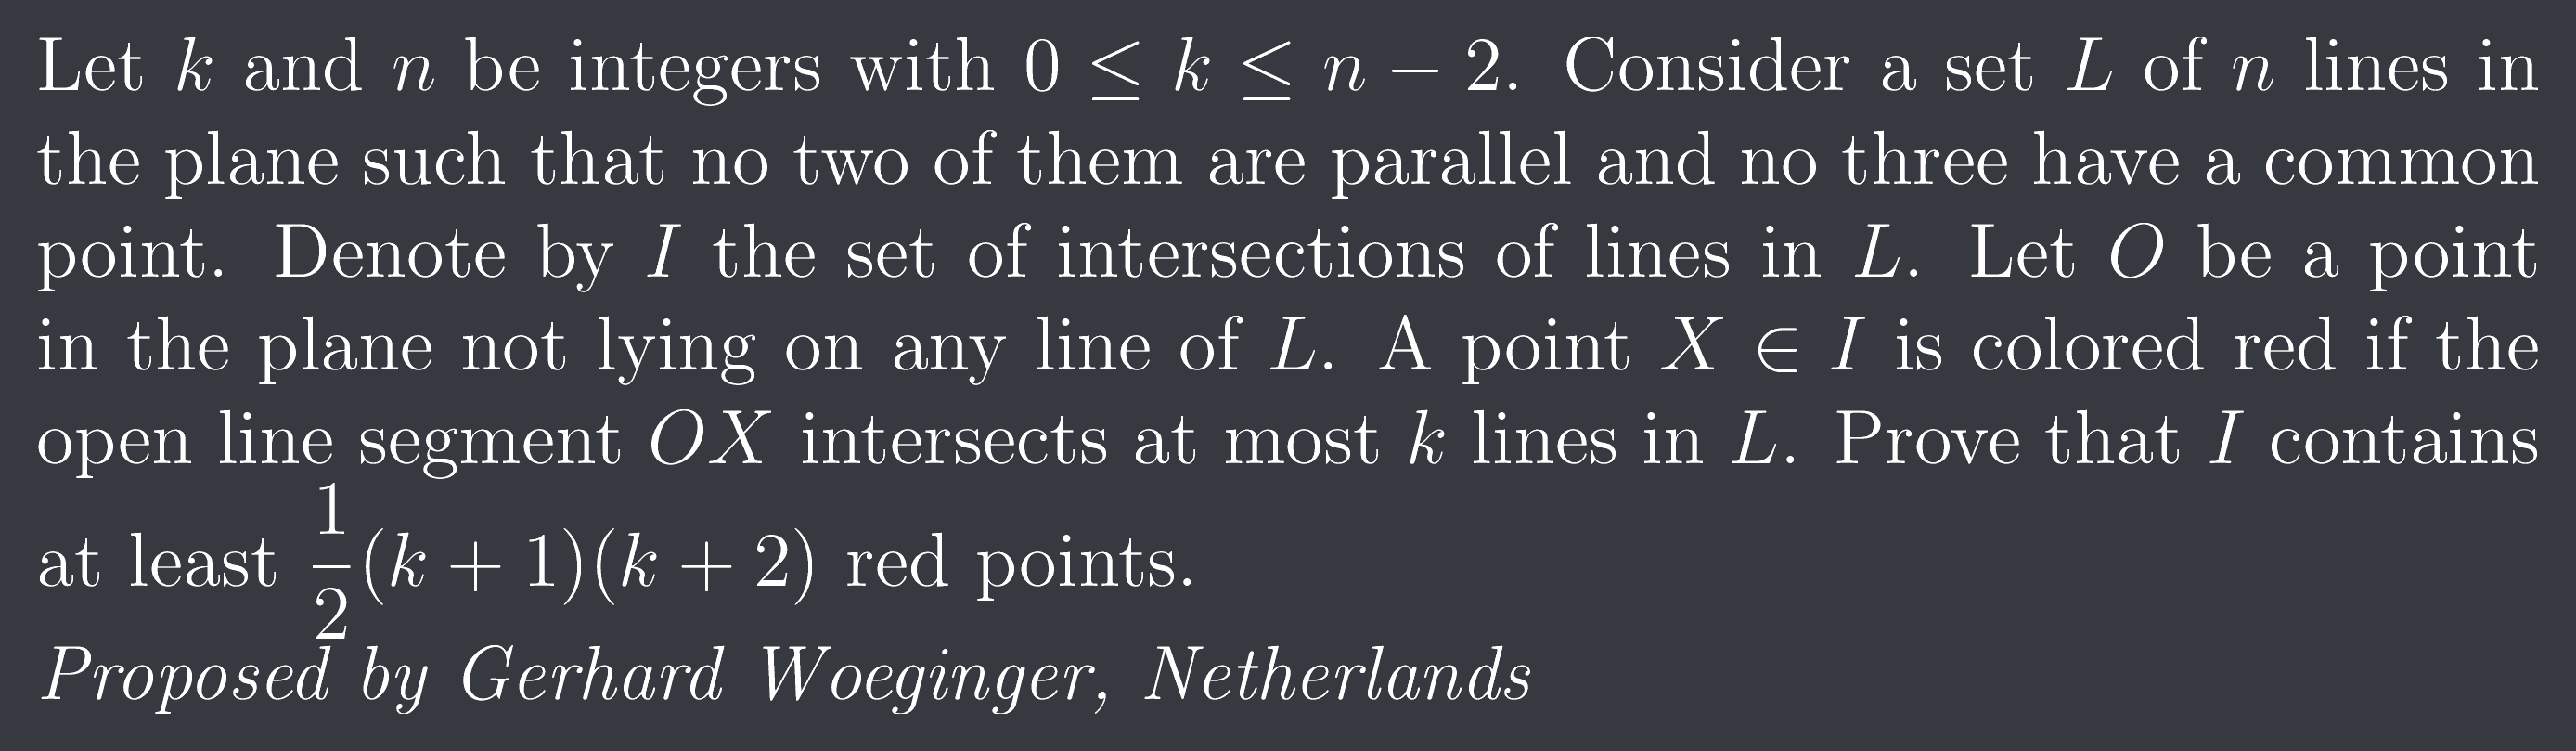 Let k and n be integers with 0 ≤ k ≤ n − 2. Consider a set L of n lines in
the plane such that no two of them are parallel and no three have a common
point. Denote by I the set of intersections of lines in L. Let O be a point
in the plane not lying on any line of L. A point X ∈ I is colored red if the
open line segment OX intersects at most k lines in L. Prove that I contains
at least \frac{1}{2}(k + 1)(k + 2) red points.
Proposed by Gerhard Woeginger, Netherlands